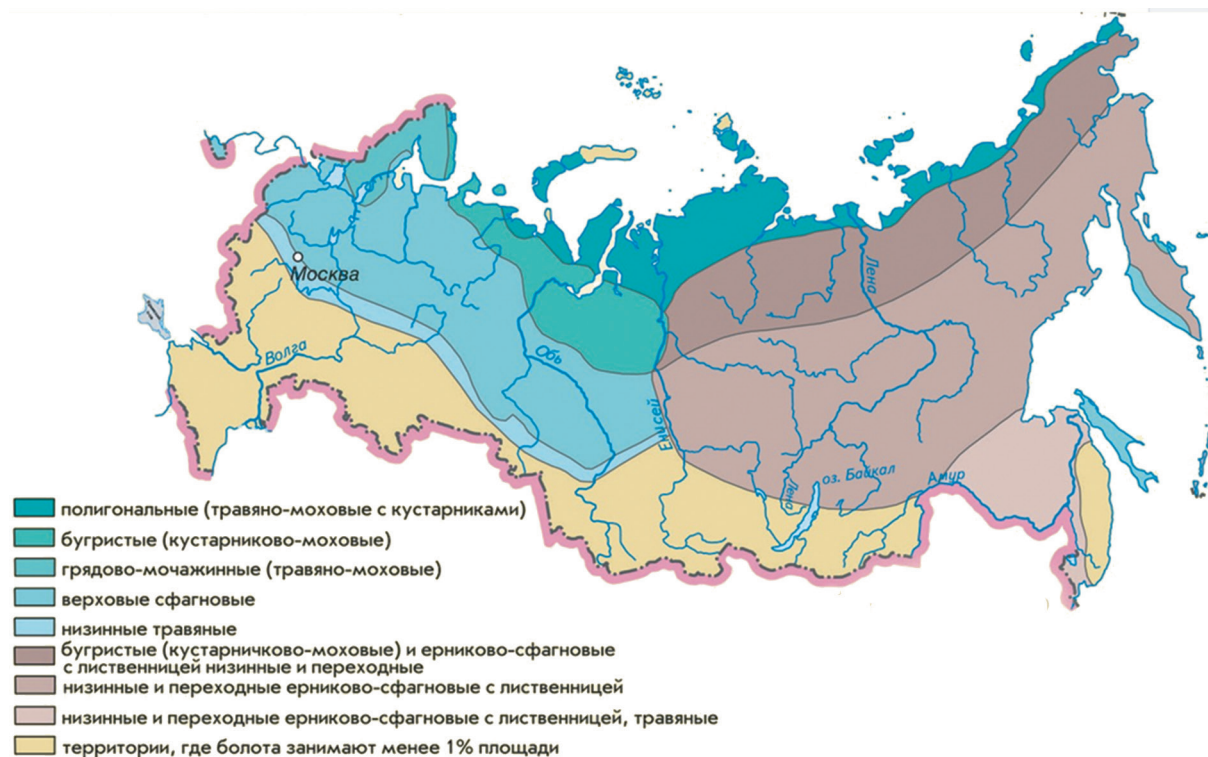 Москва
Волга
Обь
Енисей
Лена
Лена
оз. Байкал
Амур
полигональные (травяно-моховые с кустарниками)
бугристые (кустарниково-моховые)
грядово-мочажинные (травяно-моховые)
верховые сфагновые
низинные травяные
бугристые (кустарничково-моховые) и ерниково-сфагновые
с лиственницей низинные и переходные
низинные и переходные ерниково-сфагновые с лиственницей
низинные и переходные ерниково-сфагновые с лиственницей, травяные
территории, где болота занимают менее 1% площади